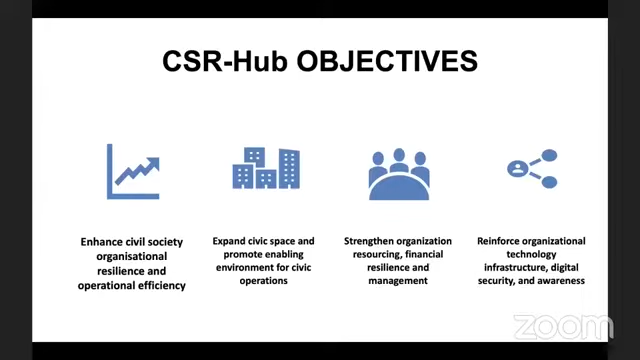 CSR-Hub OBJECTIVES
Enhance civil society
organisational
resilience and
operational efficiency
Expand civic space and
promote enabling
environment for civic
operations
Strengthen organization
resourcing, financial
resilience and
management
Reinforce organizational
technology
infrastructure, digital
security, and awareness
zoom